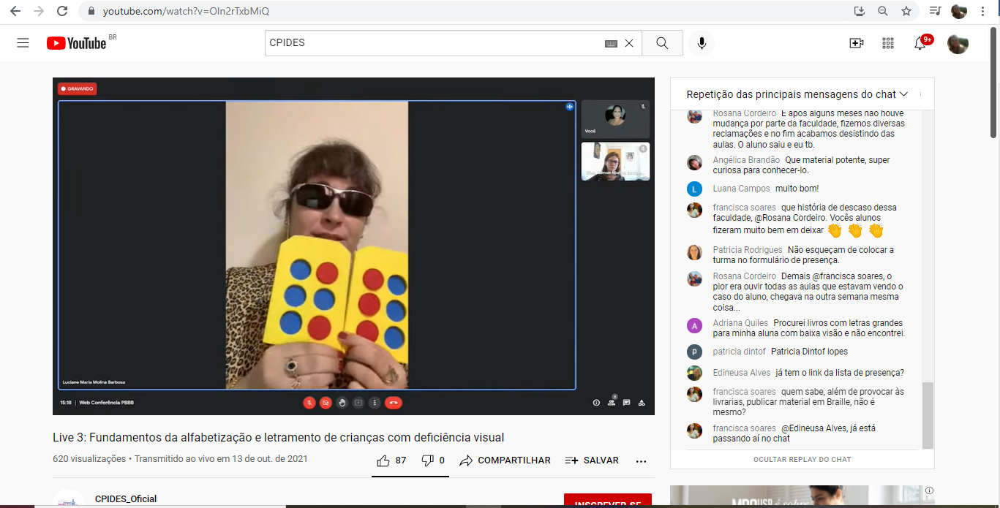 youtube.com/watch?v=OIn2rTxbMiQ
YouTube BR
CPIDES
9+
GRAVANDO
Você
Luciane Maria Molina Barbosa
15:18 | Web Conferência PBBB
Live 3: Fundamentos da alfabetização e letramento de crianças com deficiência visual
620 visualizações • Transmitido ao vivo em 13 de out. de 2021
87
0
COMPARTILHAR
SALVAR
CPIDES_Oficial
INSCREVER-SE
Repetição das principais mensagens do chat
Rosana Cordeiro E após alguns meses não houve
mudança por parte da faculdade, fizemos diversas
reclamações e no fim acabamos desistindo das
aulas. O aluno saiu e eu tb.
Angélica Brandão Que material potente, super
curiosa para conhecer-lo.
L
Luana Campos muito bom!
francisca soares que história de descaso dessa
faculdade, @Rosana Cordeiro. Vocês alunos
fizeram muito bem em deixar 👏 👏 👏
Patricia Rodrigues Não esqueçam de colocar a
turma no formulário de presença.
Rosana Cordeiro Demais @francisca soares, o
pior era ouvir todas as aulas que estavam vendo o
caso do aluno, chegava na outra semana mesma
coisa...
A
Adriana Quiles Procurei livros com letras grandes
para minha aluna com baixa visão e não encontrei.
p
patricia dintof Patricia Dintof lopes
Edineusa Alves já tem o link da lista de presença?
francisca soares quem sabe, além de provocar às
livrarias, publicar material em Braille, não é
mesmo?
francisca soares @Edineusa Alves, já está
passando aí no chat
OCULTAR REPLAY DO CHAT